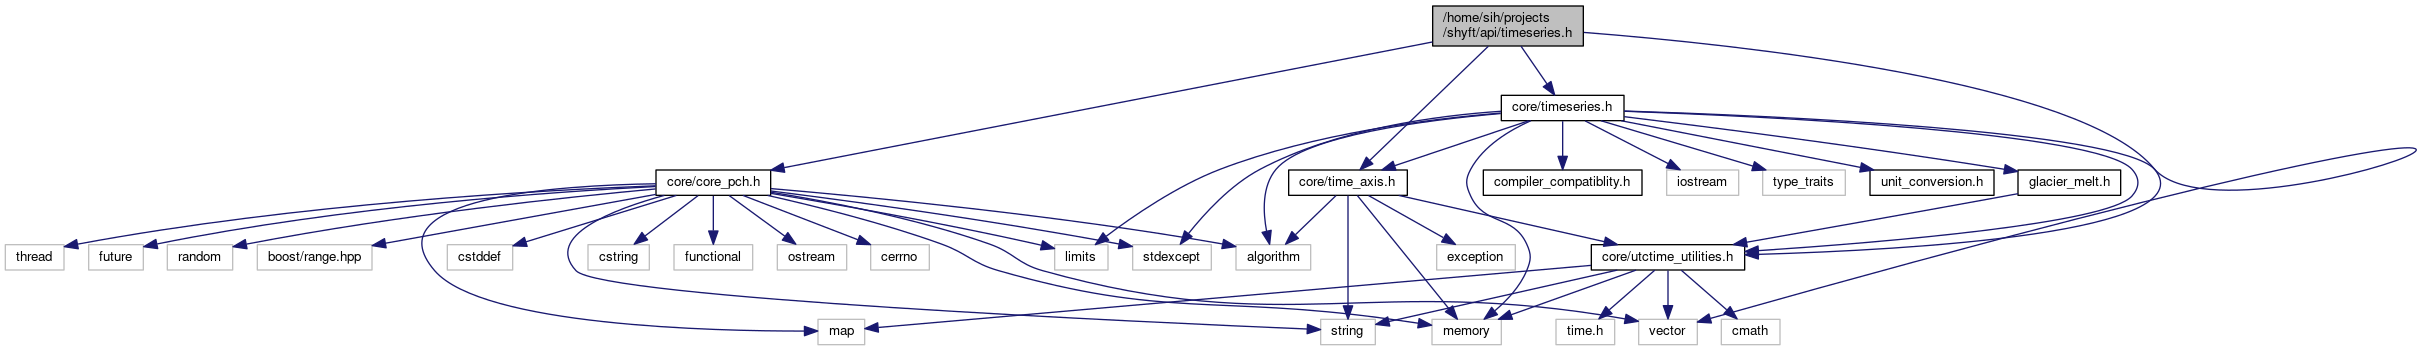 /home/sih/projects
/shyft/api/timeseries.h
core/timeseries.h
core/core_pch.h
core/time_axis.h
compiler_compatiblity.h
iostream
type_traits
unit_conversion.h
glacier_melt.h
thread
future
random
boost/range.hpp
cstddef
cstring
functional
ostream
cerrno
limits
stdexcept
algorithm
exception
core/utctime_utilities.h
map
string
memory
time.h
vector
cmath